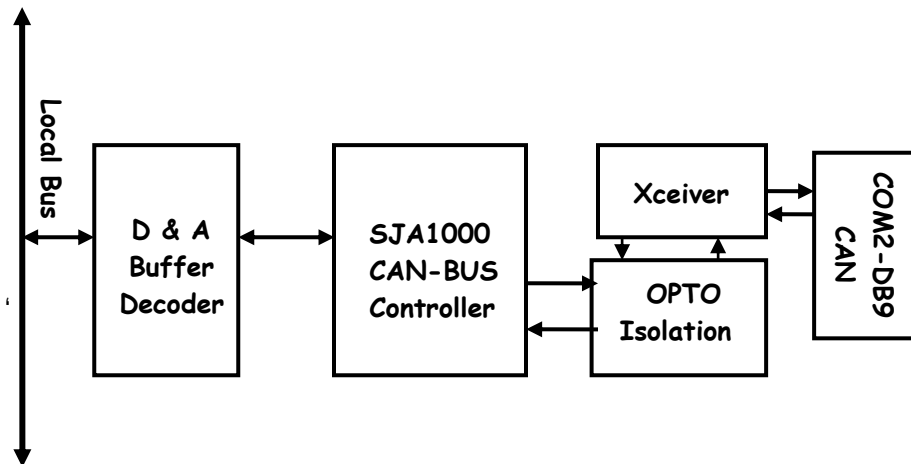 Local Bus
D & A
Buffer
Decoder
SJA1000
CAN-BUS
Controller
Xceiver
OPTO
Isolation
COM2-DB9
CAN